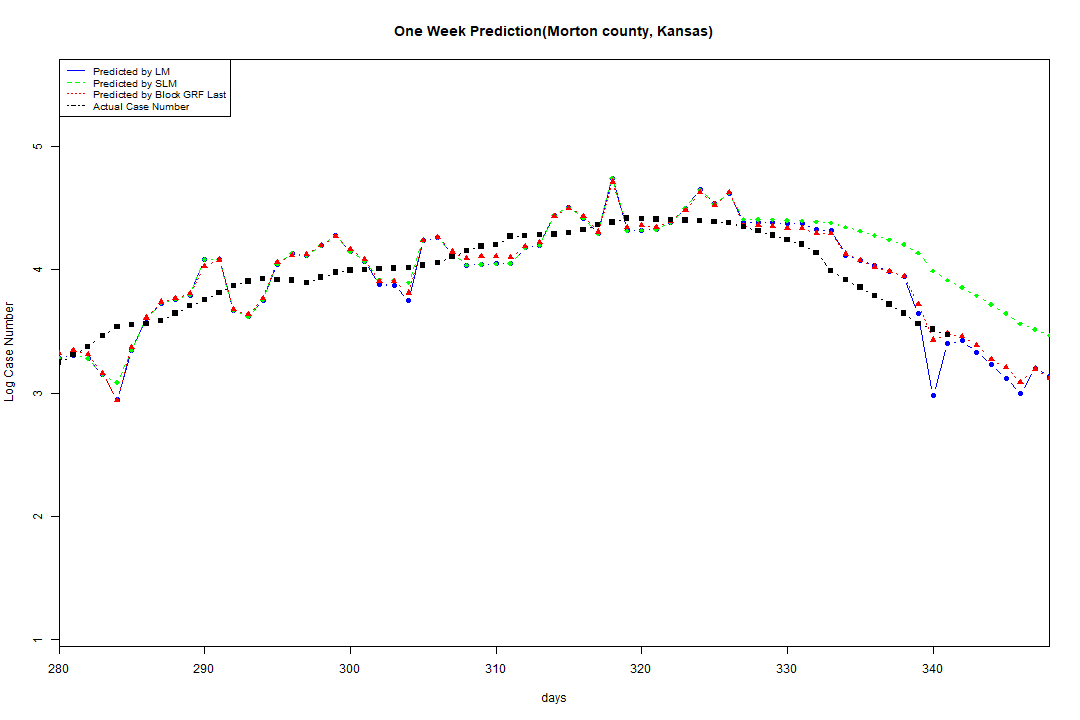 One Week Prediction(Morton county, Kansas)
Predicted by LM
Predicted by SLM
Predicted by Block GRF Last
Actual Case Number
5
4
3
2
1
Log Case Number
280 290 300 310 320 330 340
days